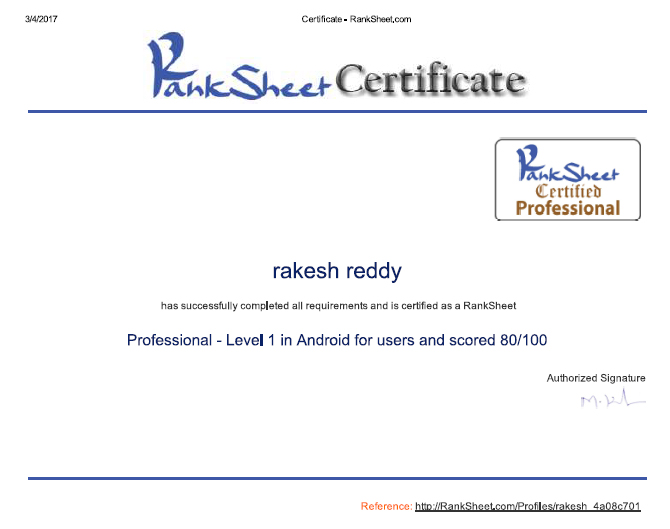 3/4/2017 Certificate - RankSheet.com
RankSheet Certificate
RankSheet
Certified
Professional
rakesh reddy
has successfully completed all requirements and is certified as a RankSheet
Professional - Level 1 in Android for users and scored 80/100
Authorized Signature
Reference: http://RankSheet.com/Profiles/rakesh_4a08c701